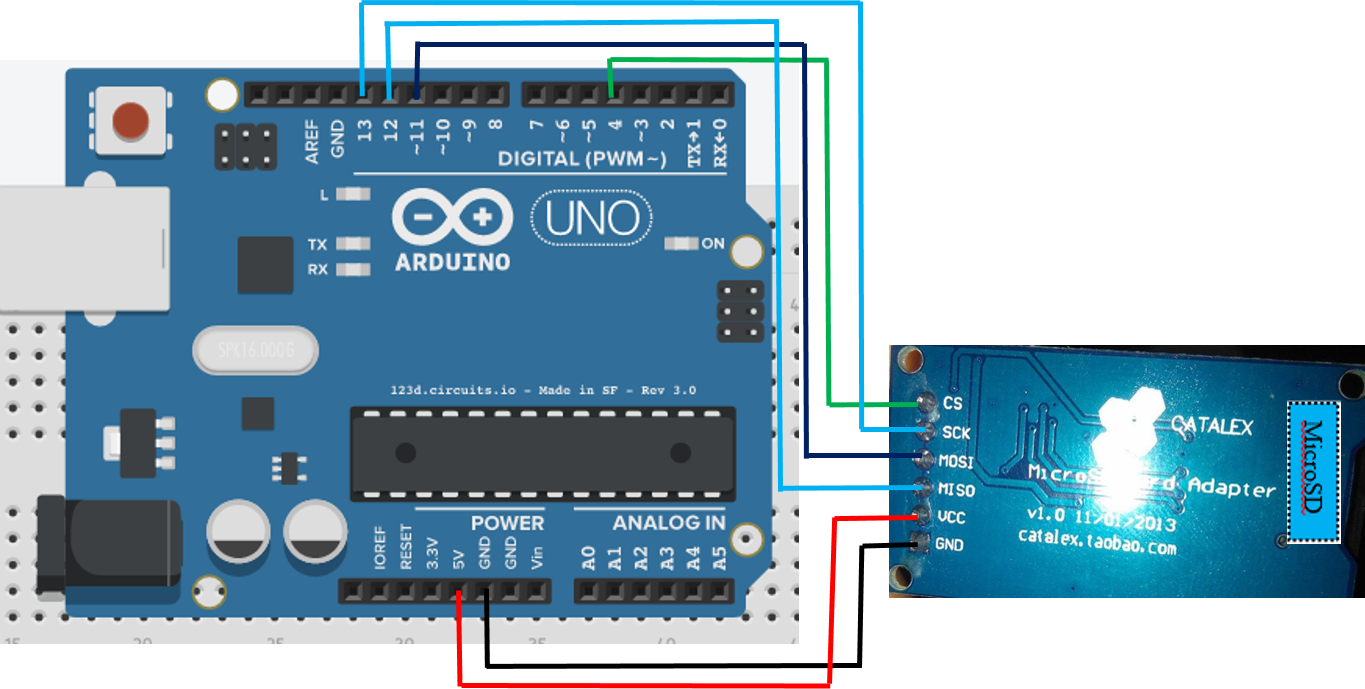 AREF
GND
13
12
~11
~10
~9
8
7
~6
~5
4
~3
2
TX→1
RX←0
DIGITAL (PWM~)
L
TX
RX
UNO
ON
ARDUINO
SPK16.000G
123d.circuits.io - Made in SF - Rev 3.0
CS
SCK
MOSI
MISO
VCC
GND
CATALEX
Adapter
v1.0 11/01/2013
catalex.taobao.com
MicroSD
POWER
ANALOG IN
IOREF
RESET
3.3V
5V
GND
GND
Vin
A0
A1
A2
A3
A4
A5
15
20
25
30
35
40